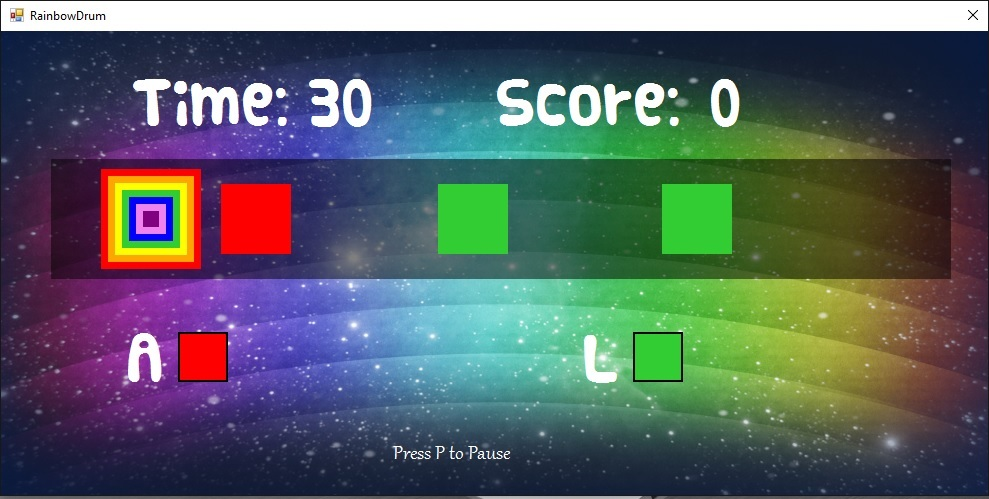 RainbowDrum
Time: 30 Score: 0
A L
Press P to Pause